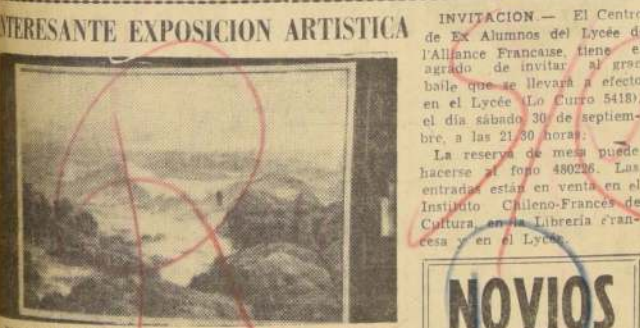 NTERESANTE EXPOSICION ARTISTICA
INVITACION.— El Centro
de Ex Alumnos del Lycée d
l'Alliance Francaise, tiene e
agrado de invitar al gran
baile que se llevará a efecto
en el Lycée (Lo Curro 5418),
el día sábado 30 de septiem-
bre, a las 21,30 horas.
La reserva de mesa puede
hacerse al fono 480226. Las
entradas están en venta en el
Instituto Chileno-Francés de
Cultura, en la Librería Fran-
cesa y en el Lycée.
NOVIOS